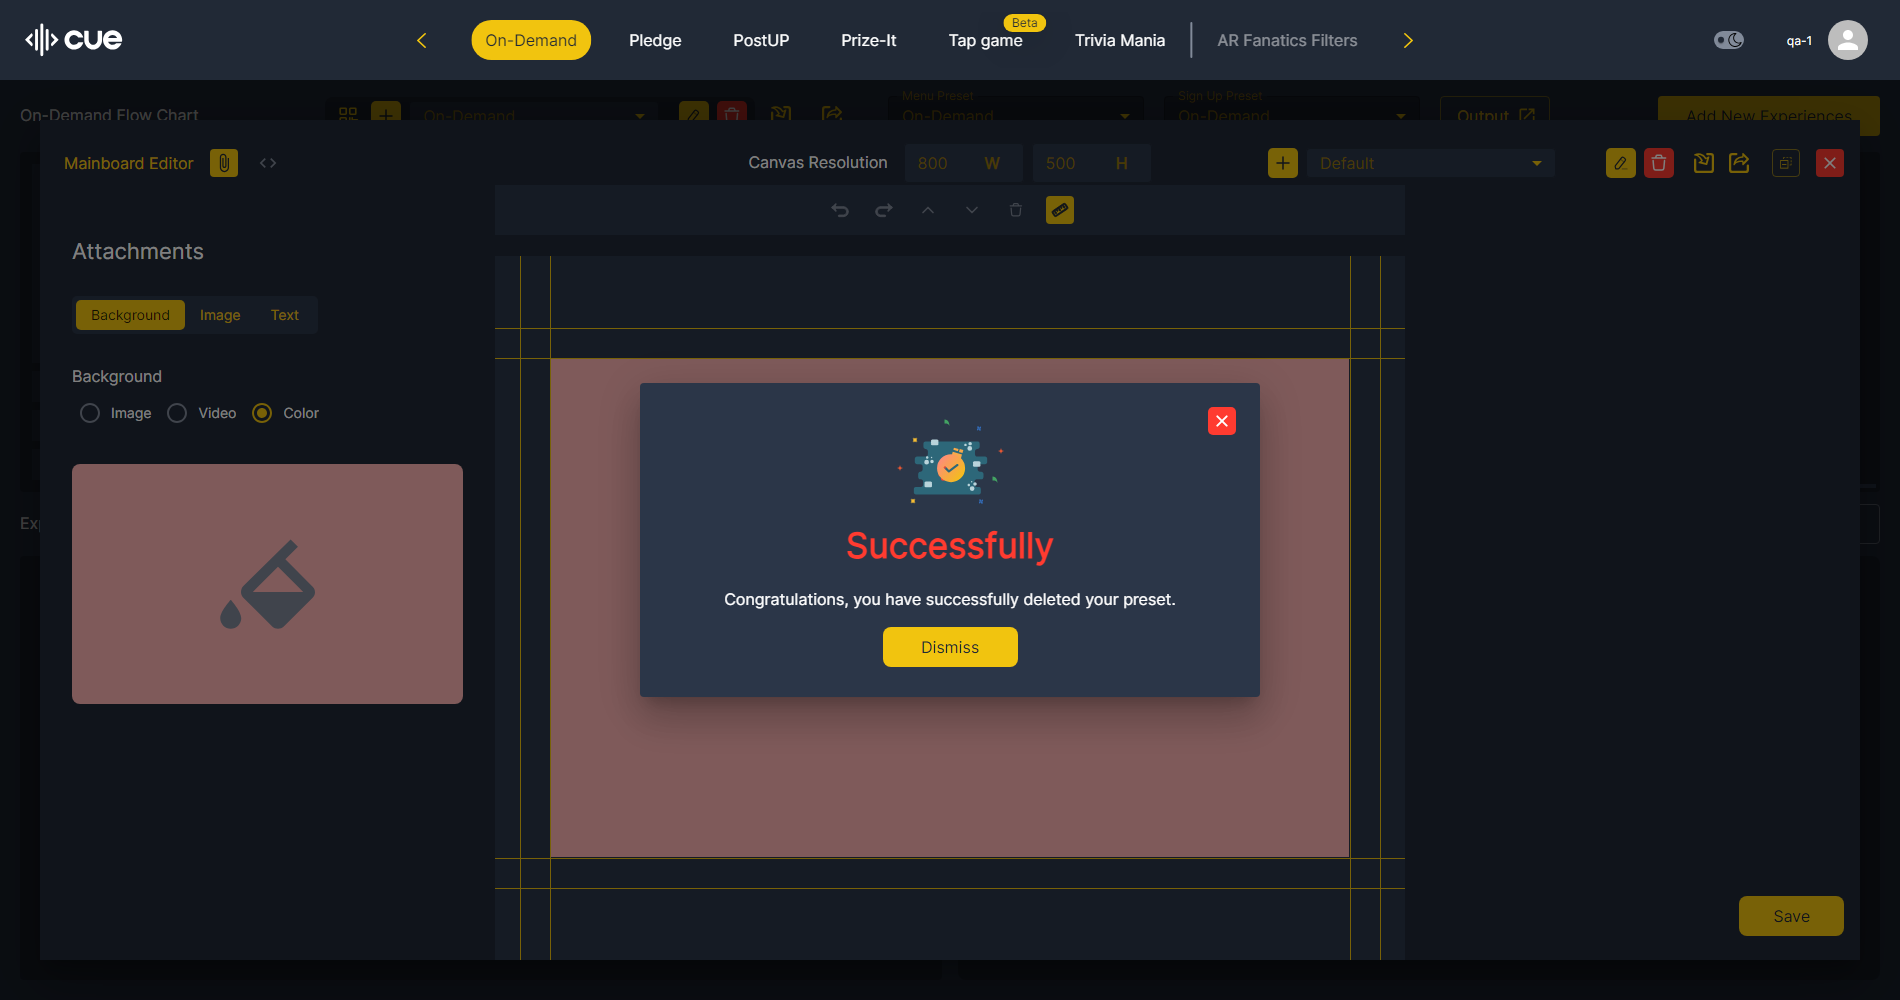 cue
On-Demand
Pledge
PostUP
Prize-It
Tap game
Beta
Trivia Mania
AR Fanatics Filters
qa-1
On-Demand Flow Chart
On-Demand
Menu Preset
On-Demand
Sign Up Preset
On-Demand
Output
Add New Experiences
Mainboard Editor
Canvas Resolution
800 W
500 H
Default
Attachments
Background
Image
Text
Background
Image
Video
Color
Successfully
Congratulations, you have successfully deleted your preset.
Dismiss
Save